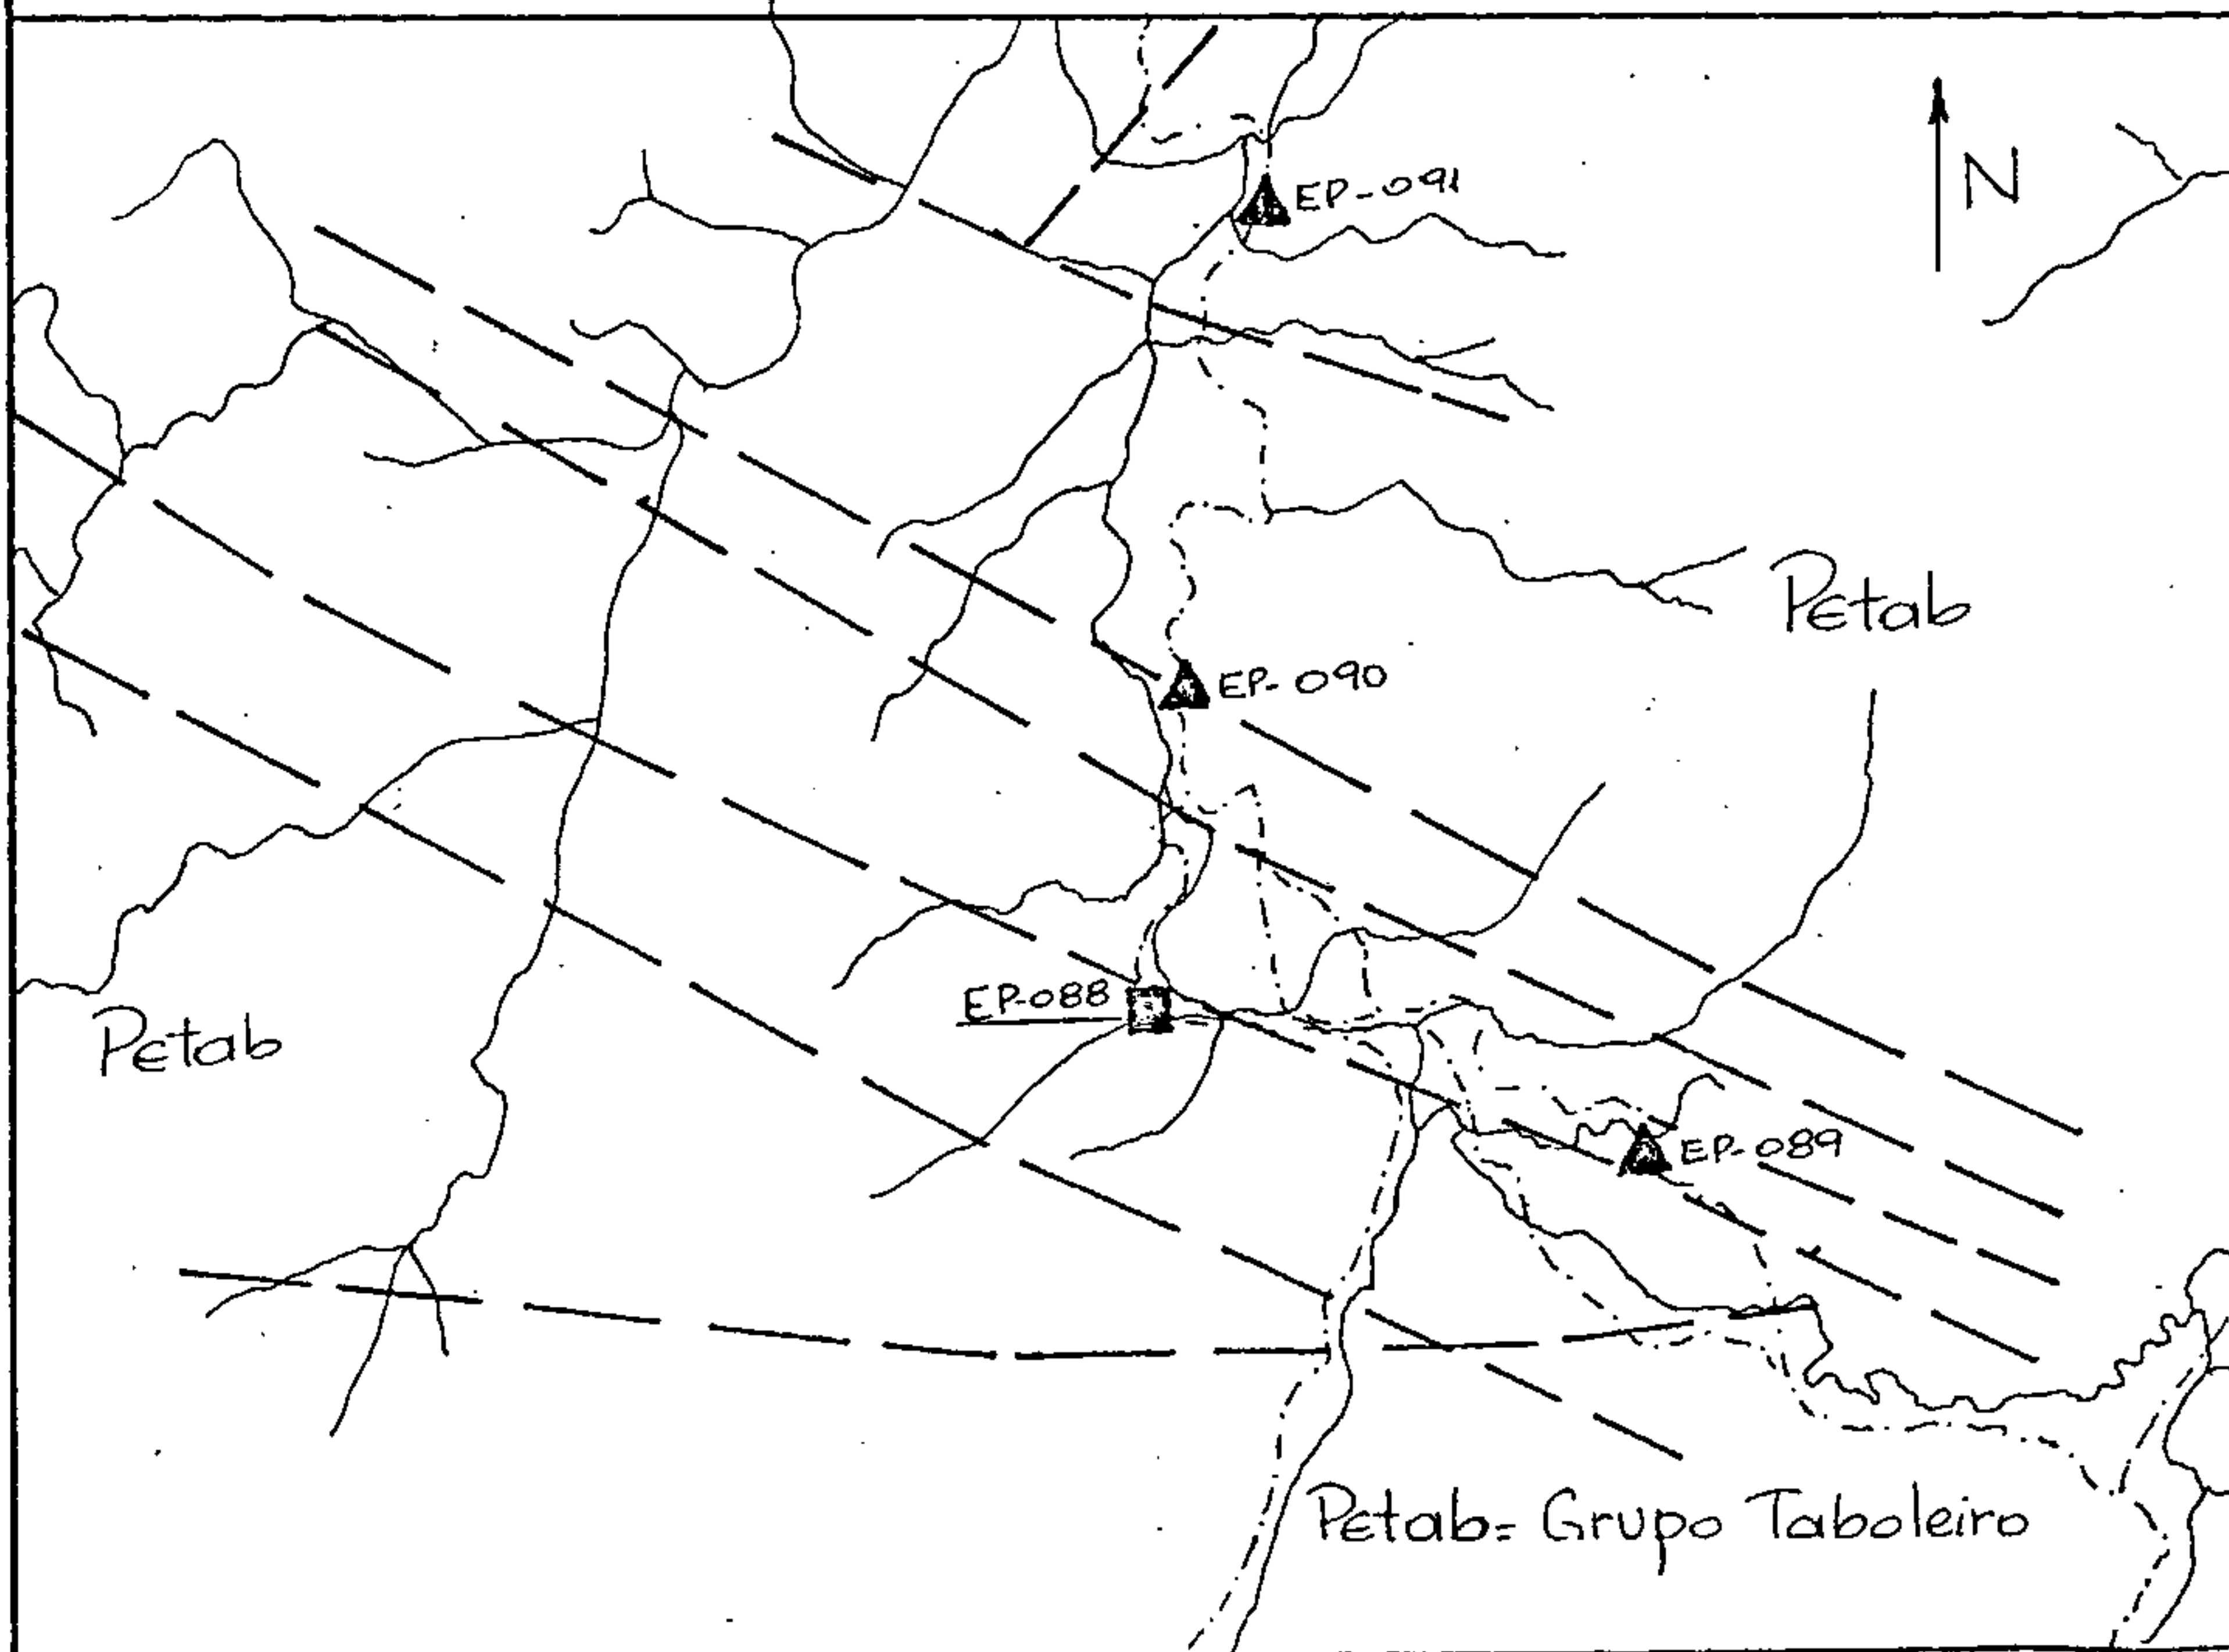 N
EP-091
Petab
EP-090
EP-088
Petab
EP-089
Petab= Grupo Taboleiro